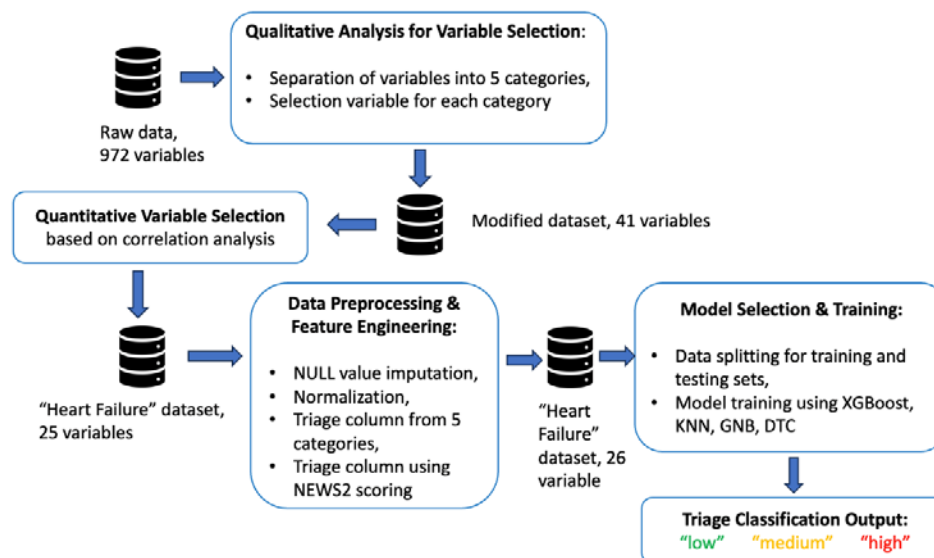 Qualitative Analysis for Variable Selection:
• Separation of variables into 5 categories,
• Selection variable for each category
Raw data,
972 variables
Quantitative Variable Selection
based on correlation analysis
Modified dataset, 41 variables
"Heart Failure" dataset,
25 variables
Data Preprocessing &
Feature Engineering:
• NULL value imputation,
• Normalization,
• Triage column from 5
categories,
• Triage column using
NEWS2 scoring
"Heart
Failure"
dataset, 26
variable
Model Selection & Training:
• Data splitting for training and
testing sets,
• Model training using XGBoost,
KNN, GNB, DTC
Triage Classification Output:
"low" "medium" "high"